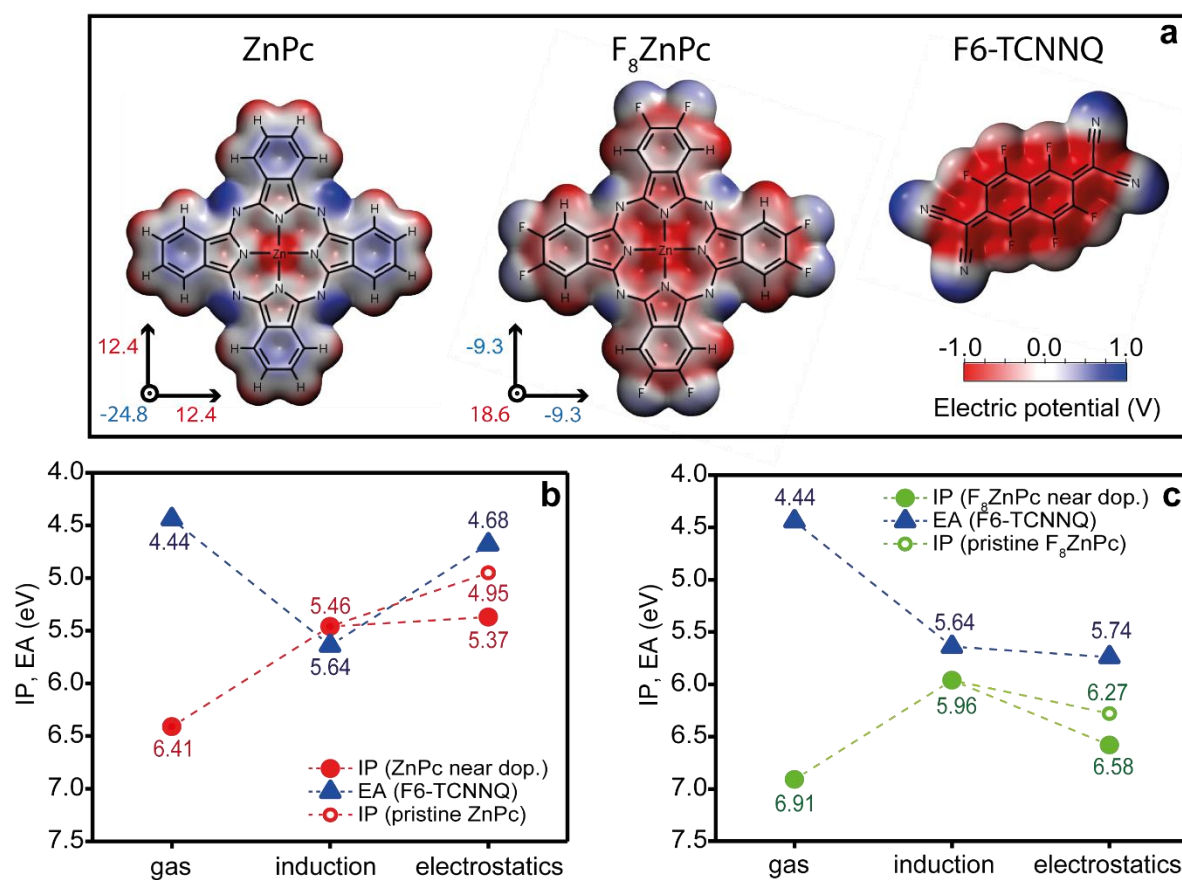 a
ZnPc
F8ZnPc
F6-TCNNQ
H H
H H
H H
H H
N N
N
H H
H H
N Zn N
H H
H H
N
N N
H H
H H
H H
H H
12.4
-24.8 12.4
F F
H H
N N
N
H H
F F
N Zn N
F F
H H
N
N N
H H
F F
-9.3
18.6 -9.3
N
F F
F
N
N
F F F
N
-1.0 0.0 1.0
Electric potential (V)
b
IP, EA (eV)
4.0
4.5
5.0
5.5
6.0
6.5
7.0
7.5
4.44
6.41
5.46
5.64
4.68
4.95
5.37
IP (ZnPc near dop.)
EA (F6-TCNNQ)
IP (pristine ZnPc)
gas induction electrostatics
c
IP, EA (eV)
4.0
4.5
5.0
5.5
6.0
6.5
7.0
7.5
4.44
6.91
5.64
5.96
5.74
6.27
6.58
IP (F8ZnPc near dop.)
EA (F6-TCNNQ)
IP (pristine F8ZnPc)
gas induction electrostatics